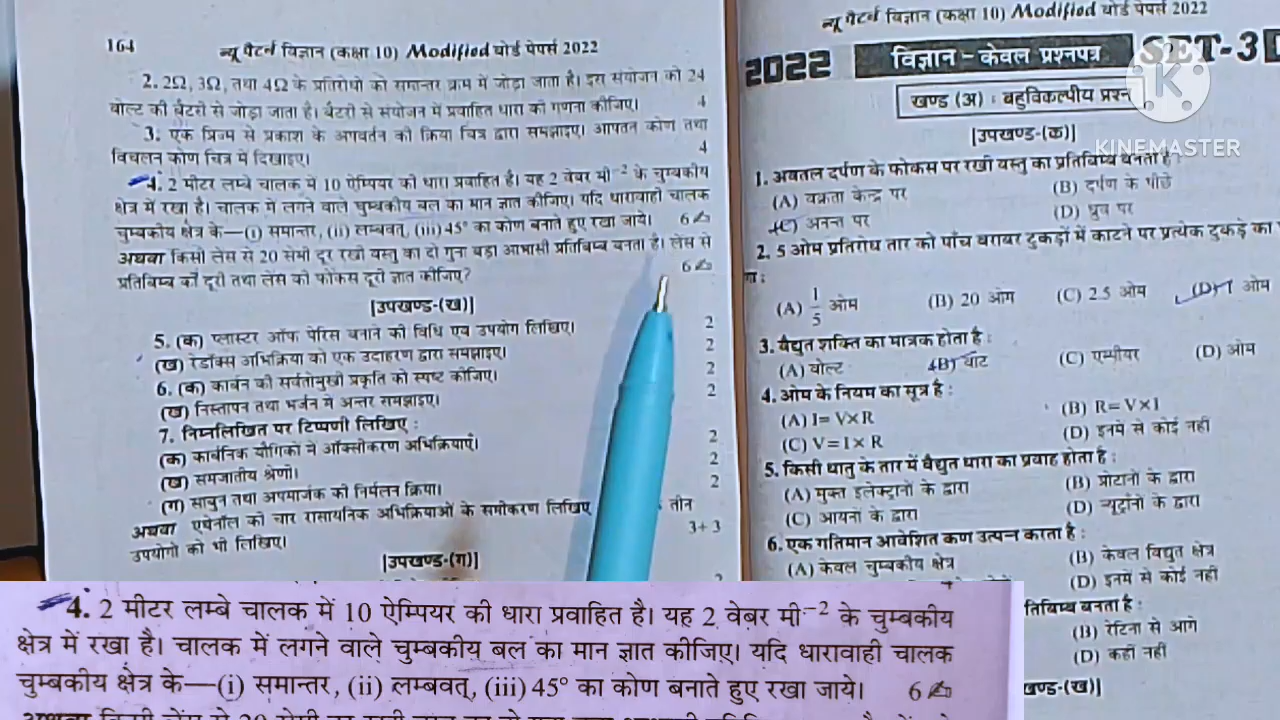 164
न्यू पैटर्न विज्ञान (कक्षा 10) Modified बोर्ड पेपर्स 2022
2. 2Ω, 3Ω, तथा 4Ω के प्रतिरोधों को समान्तर क्रम में जोड़ा जाता है। इस संयोजन को 24
वोल्ट की बैटरी से जोड़ा जाता है। बैटरी से संयोजन में प्रवाहित धारा की गणना कीजिए। 4
3. एक प्रिज्म से प्रकाश के अपवर्तन की क्रिया चित्र द्वारा समझाइए। आपतन कोण तथा
विचलन कोण चित्र में दिखाइए। 4
4. 2 मीटर लम्बे चालक में 10 ऐम्पियर की धारा प्रवाहित है। यह 2 वेबर मी⁻² के चुम्बकीय
क्षेत्र में रखा है। चालक में लगने वाले चुम्बकीय बल का मान ज्ञात कीजिए। यदि धारावाही चालक
चुम्बकीय क्षेत्र के—(i) समान्तर, (ii) लम्बवत्, (iii) 45° का कोण बनाते हुए रखा जाये। 6
अथवा किसी लेंस से 20 सेमी दूर रखी वस्तु का दो गुना बड़ा आभासी प्रतिबिम्ब बनता है। लेंस से
प्रतिबिम्ब की दूरी तथा लेंस की फोकस दूरी ज्ञात कीजिए? 6
|उपखण्ड-(ख)|
5. (क) प्लास्टर ऑफ पेरिस बनाने की विधि एवं उपयोग लिखिए। 2
(ख) रेडॉक्स अभिक्रिया को एक उदाहरण द्वारा समझाइए। 2
6. (क) कार्बन की सर्वतोमुखी प्रकृति को स्पष्ट कीजिए। 2
(ख) निस्तापन तथा भर्जन में अन्तर समझाइए। 2
7. निम्नलिखित पर टिप्पणी लिखिए :
(क) कार्बनिक यौगिकों में ऑक्सीकरण अभिक्रियाएँ। 2
(ख) समजातीय श्रेणी। 2
(ग) साबुन तथा अपमार्जक की निर्मलन क्रिया। 2
अथवा एथेनॉल की चार रासायनिक अभिक्रियाओं के समीकरण लिखिए तीन
उपयोगों को भी लिखिए। 3+3
|उपखण्ड-(ग)|
न्यू पैटर्न विज्ञान (कक्षा 10) Modified बोर्ड पेपर्स 2022
2022 विज्ञान – केवल प्रश्नपत्र SET-3
खण्ड (अ) : बहुविकल्पीय प्रश्न
|उपखण्ड-(क)|
KINEMASTER
1. अवतल दर्पण के फोकस पर रखी वस्तु का प्रतिबिम्ब बनता है :
(A) वक्रता केन्द्र पर (B) दर्पण के पीछे
(C) अनन्त पर (D) ध्रुव पर
2. 5 ओम प्रतिरोध तार को पाँच बराबर टुकड़ों में काटने पर प्रत्येक टुकड़े का
(A) 1/5 ओम (B) 20 ओम (C) 2.5 ओम (D) 1 ओम
3. वैद्युत शक्ति का मात्रक होता है :
(A) वोल्ट (B) वाट (C) एम्पीयर (D) ओम
4. ओम के नियम का सूत्र है :
(A) I= V×R (B) R= V×I
(C) V= I × R (D) इनमें से कोई नहीं
5. किसी धातु के तार में वैद्युत धारा का प्रवाह होता है :
(A) मुक्त इलेक्ट्रानों के द्वारा (B) प्रोटानों के द्वारा
(C) आयनों के द्वारा (D) न्यूट्रॉनों के द्वारा
6. एक गतिमान आवेशित कण उत्पन्न करता है :
(A) केवल चुम्बकीय क्षेत्र (B) केवल विद्युत क्षेत्र
(D) इनमें से कोई नहीं
तिबिम्ब बनता है :
(B) रेटिना से आगे
(D) कहीं नहीं
खण्ड-(ख)|
4. 2 मीटर लम्बे चालक में 10 ऐम्पियर की धारा प्रवाहित है। यह 2 वेबर मी⁻² के चुम्बकीय
क्षेत्र में रखा है। चालक में लगने वाले चुम्बकीय बल का मान ज्ञात कीजिए। यदि धारावाही चालक
चुम्बकीय क्षेत्र के—(i) समान्तर, (ii) लम्बवत्, (iii) 45° का कोण बनाते हुए रखा जाये। 6